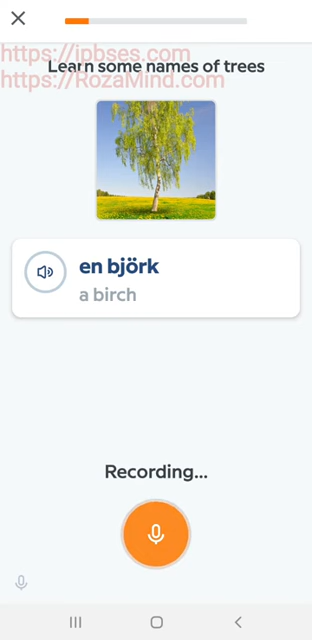 https://ipbses.com
Learn some names of trees
https://RozaMind.com
en björk
a birch
Recording...